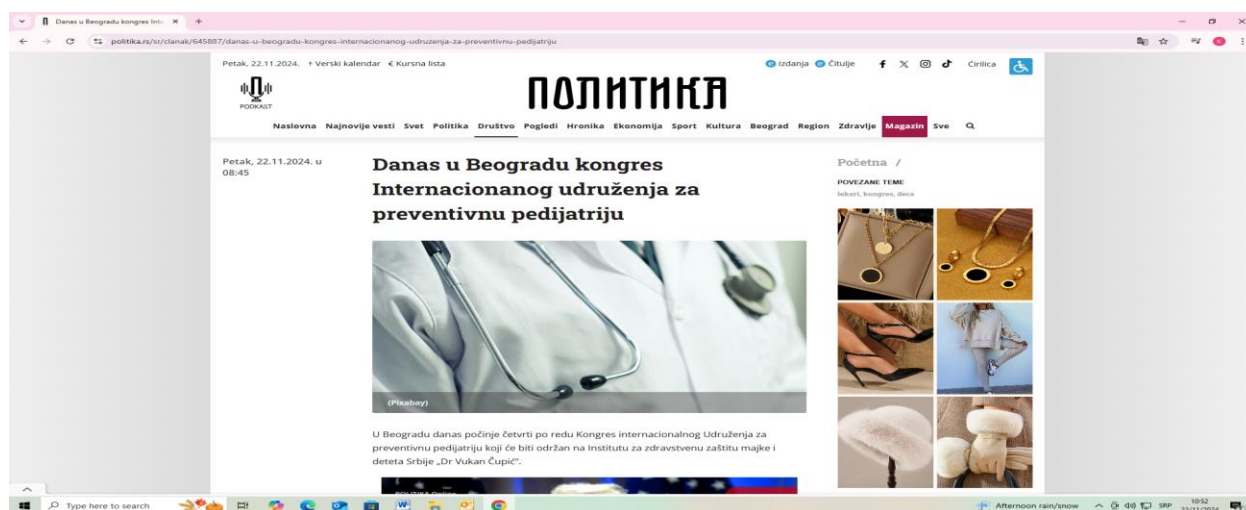 Danas u Beogradu kongres Inte
politika.rs/sr/clanak/645887/danas-u-beogradu-kongres-internacionanog-udruzenja-za-preventivnu-pedijatriju
Petak, 22.11.2024. † Verski kalendar € Kursna lista
e Izdanja e Čitulje Ćirilica
PODKAST
ПОЛИТИКА
Naslovna Najnovije vesti Svet Politika Društvo Pogledi Hronika Ekonomija Sport Kultura Beograd Region Zdravlje Magazin Sve
Petak, 22.11.2024. u
08:45
Danas u Beogradu kongres
Internacionanog udruženja za
preventivnu pedijatriju
Početna /
POVEZANE TEME
lekari, kongres, deca
(Pixabay)
U Beogradu danas počinje četvrti po redu Kongres internacionalnog Udruženja za
preventivnu pedijatriju koji će biti održan na Institutu za zdravstvenu zaštitu majke i
deteta Srbije „Dr Vukan Čupić”.
POLITIKA Online
Type here to search
Afternoon rain/snow
SRP
10:52
22/11/2024